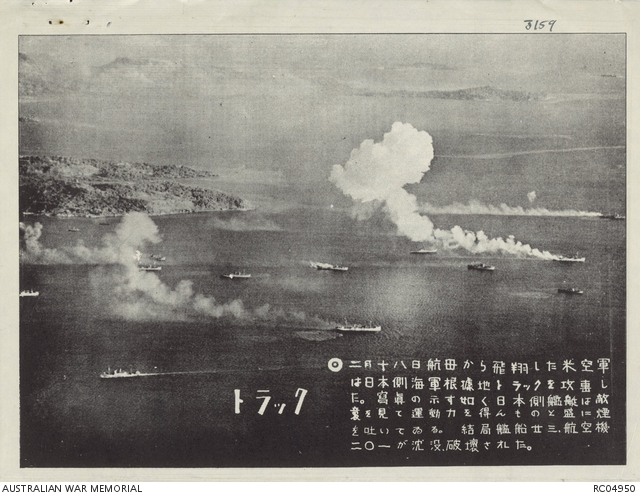 3159
トラック
◎二月十八日航母から飛翔した米空軍
は日本側海軍根據地トラックを攻襲し
た。寫眞の示す如く日本側艦艇は敵
襲を見て運動力を得んものと盛に煙
を吐いてゐる。結局艦船廿三、航空機
二〇一が沈没、破壞された。
AUSTRALIAN WAR MEMORIAL
RC04950